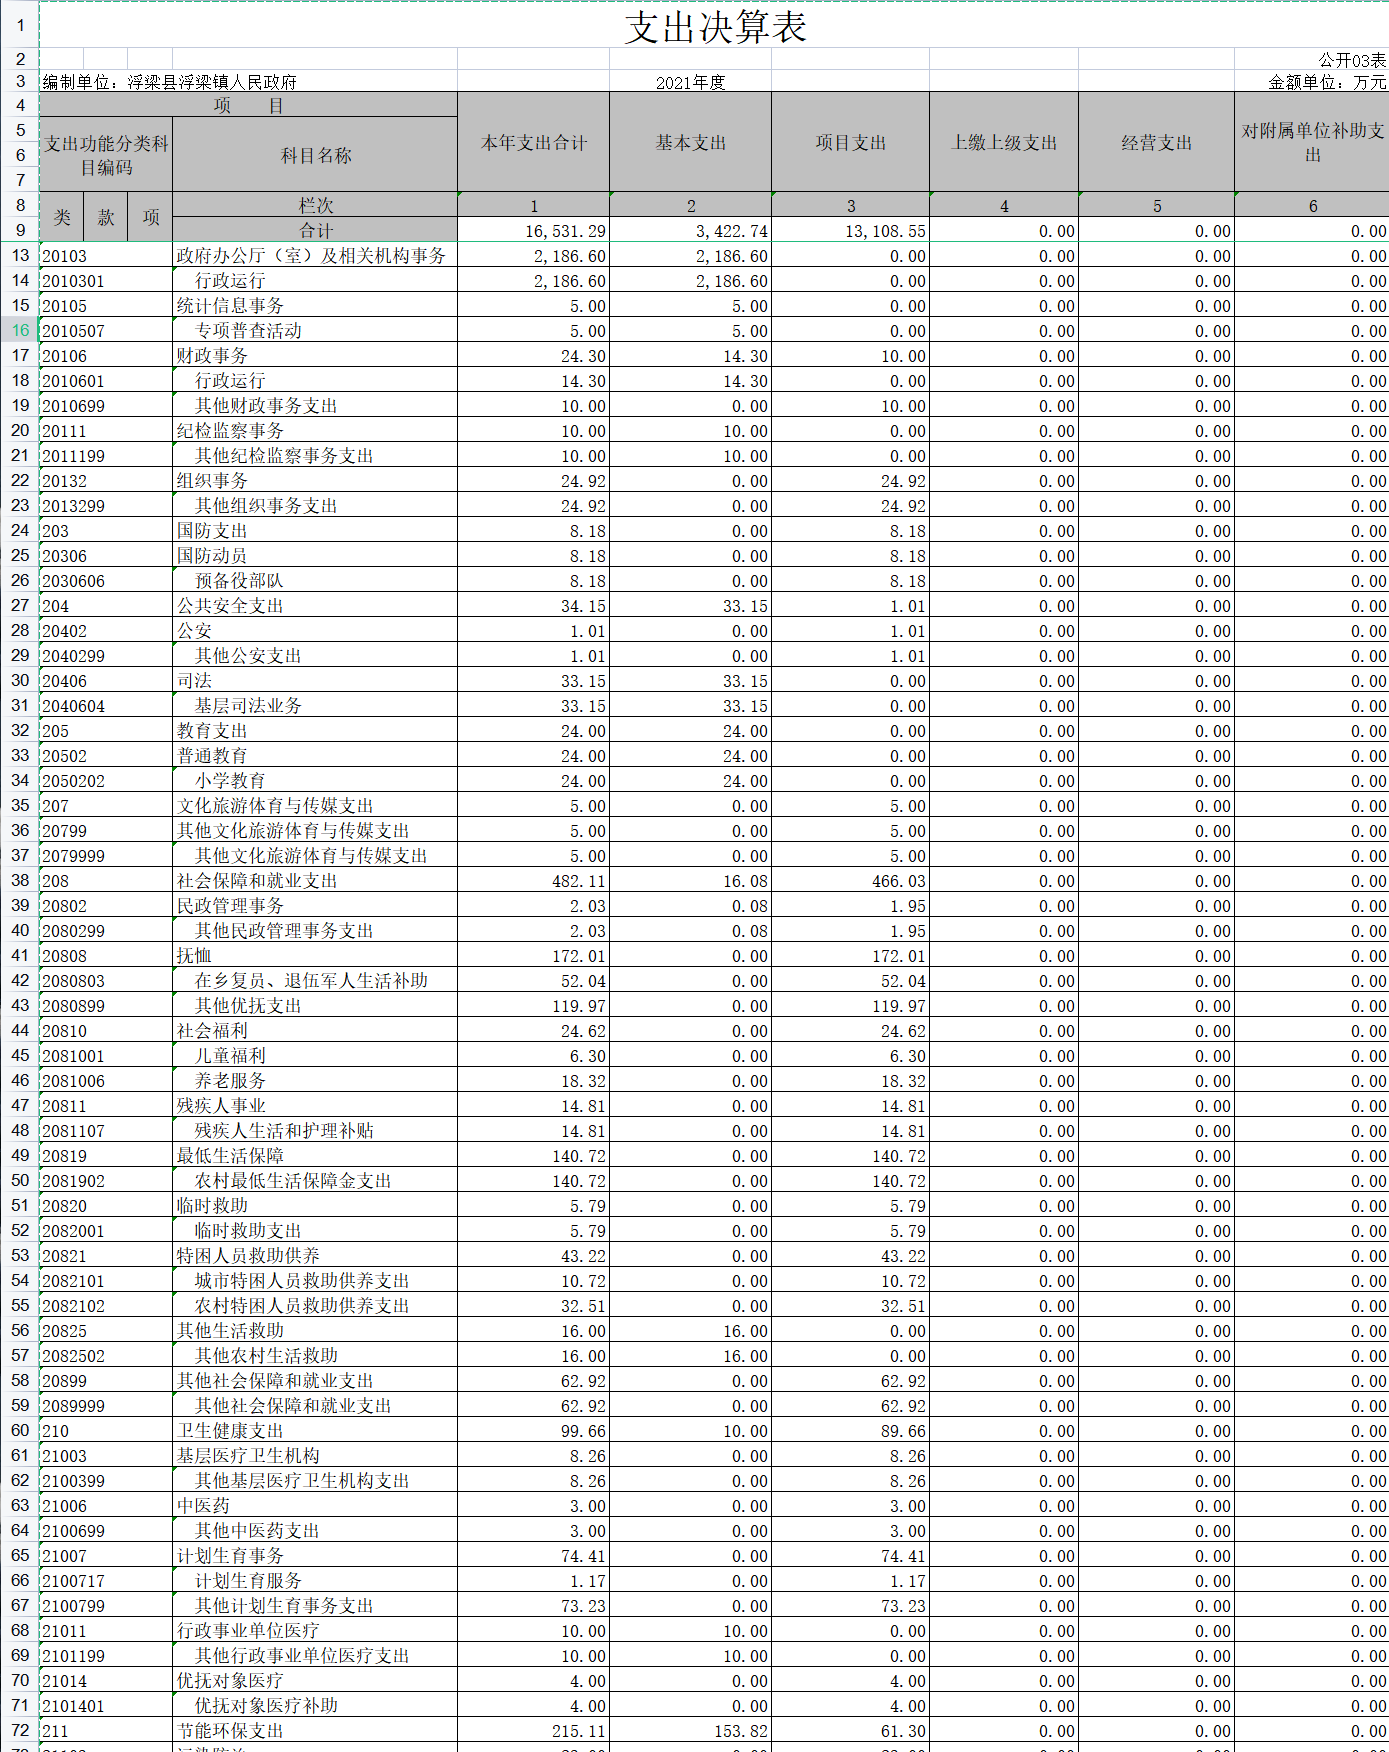 1 支出决算表
2 公开03表
3 编制单位：浮梁县浮梁镇人民政府 2021年度 金额单位：万元
4 项 目
5 6 7 支出功能分类科目编码 科目名称 本年支出合计 基本支出 项目支出 上缴上级支出 经营支出 对附属单位补助支出
8 类 款 项 栏次 1 2 3 4 5 6
9 合计 16,531.29 3,422.74 13,108.55 0.00 0.00 0.00
13 20103 政府办公厅（室）及相关机构事务 2,186.60 2,186.60 0.00 0.00 0.00 0.00
14 2010301 行政运行 2,186.60 2,186.60 0.00 0.00 0.00 0.00
15 20105 统计信息事务 5.00 5.00 0.00 0.00 0.00 0.00
16 2010507 专项普查活动 5.00 5.00 0.00 0.00 0.00 0.00
17 20106 财政事务 24.30 14.30 10.00 0.00 0.00 0.00
18 2010601 行政运行 14.30 14.30 0.00 0.00 0.00 0.00
19 2010699 其他财政事务支出 10.00 0.00 10.00 0.00 0.00 0.00
20 20111 纪检监察事务 10.00 10.00 0.00 0.00 0.00 0.00
21 2011199 其他纪检监察事务支出 10.00 10.00 0.00 0.00 0.00 0.00
22 20132 组织事务 24.92 0.00 24.92 0.00 0.00 0.00
23 2013299 其他组织事务支出 24.92 0.00 24.92 0.00 0.00 0.00
24 203 国防支出 8.18 0.00 8.18 0.00 0.00 0.00
25 20306 国防动员 8.18 0.00 8.18 0.00 0.00 0.00
26 2030606 预备役部队 8.18 0.00 8.18 0.00 0.00 0.00
27 204 公共安全支出 34.15 33.15 1.01 0.00 0.00 0.00
28 20402 公安 1.01 0.00 1.01 0.00 0.00 0.00
29 2040299 其他公安支出 1.01 0.00 1.01 0.00 0.00 0.00
30 20406 司法 33.15 33.15 0.00 0.00 0.00 0.00
31 2040604 基层司法业务 33.15 33.15 0.00 0.00 0.00 0.00
32 205 教育支出 24.00 24.00 0.00 0.00 0.00 0.00
33 20502 普通教育 24.00 24.00 0.00 0.00 0.00 0.00
34 2050202 小学教育 24.00 24.00 0.00 0.00 0.00 0.00
35 207 文化旅游体育与传媒支出 5.00 0.00 5.00 0.00 0.00 0.00
36 20799 其他文化旅游体育与传媒支出 5.00 0.00 5.00 0.00 0.00 0.00
37 2079999 其他文化旅游体育与传媒支出 5.00 0.00 5.00 0.00 0.00 0.00
38 208 社会保障和就业支出 482.11 16.08 466.03 0.00 0.00 0.00
39 20802 民政管理事务 2.03 0.08 1.95 0.00 0.00 0.00
40 2080299 其他民政管理事务支出 2.03 0.08 1.95 0.00 0.00 0.00
41 20808 抚恤 172.01 0.00 172.01 0.00 0.00 0.00
42 2080803 在乡复员、退伍军人生活补助 52.04 0.00 52.04 0.00 0.00 0.00
43 2080899 其他优抚支出 119.97 0.00 119.97 0.00 0.00 0.00
44 20810 社会福利 24.62 0.00 24.62 0.00 0.00 0.00
45 2081001 儿童福利 6.30 0.00 6.30 0.00 0.00 0.00
46 2081006 养老服务 18.32 0.00 18.32 0.00 0.00 0.00
47 20811 残疾人事业 14.81 0.00 14.81 0.00 0.00 0.00
48 2081107 残疾人生活和护理补贴 14.81 0.00 14.81 0.00 0.00 0.00
49 20819 最低生活保障 140.72 0.00 140.72 0.00 0.00 0.00
50 2081902 农村最低生活保障金支出 140.72 0.00 140.72 0.00 0.00 0.00
51 20820 临时救助 5.79 0.00 5.79 0.00 0.00 0.00
52 2082001 临时救助支出 5.79 0.00 5.79 0.00 0.00 0.00
53 20821 特困人员救助供养 43.22 0.00 43.22 0.00 0.00 0.00
54 2082101 城市特困人员救助供养支出 10.72 0.00 10.72 0.00 0.00 0.00
55 2082102 农村特困人员救助供养支出 32.51 0.00 32.51 0.00 0.00 0.00
56 20825 其他生活救助 16.00 16.00 0.00 0.00 0.00 0.00
57 2082502 其他农村生活救助 16.00 16.00 0.00 0.00 0.00 0.00
58 20899 其他社会保障和就业支出 62.92 0.00 62.92 0.00 0.00 0.00
59 2089999 其他社会保障和就业支出 62.92 0.00 62.92 0.00 0.00 0.00
60 210 卫生健康支出 99.66 10.00 89.66 0.00 0.00 0.00
61 21003 基层医疗卫生机构 8.26 0.00 8.26 0.00 0.00 0.00
62 2100399 其他基层医疗卫生机构支出 8.26 0.00 8.26 0.00 0.00 0.00
63 21006 中医药 3.00 0.00 3.00 0.00 0.00 0.00
64 2100699 其他中医药支出 3.00 0.00 3.00 0.00 0.00 0.00
65 21007 计划生育事务 74.41 0.00 74.41 0.00 0.00 0.00
66 2100717 计划生育服务 1.17 0.00 1.17 0.00 0.00 0.00
67 2100799 其他计划生育事务支出 73.23 0.00 73.23 0.00 0.00 0.00
68 21011 行政事业单位医疗 10.00 10.00 0.00 0.00 0.00 0.00
69 2101199 其他行政事业单位医疗支出 10.00 10.00 0.00 0.00 0.00 0.00
70 21014 优抚对象医疗 4.00 0.00 4.00 0.00 0.00 0.00
71 2101401 优抚对象医疗补助 4.00 0.00 4.00 0.00 0.00 0.00
72 211 节能环保支出 215.11 153.82 61.30 0.00 0.00 0.00